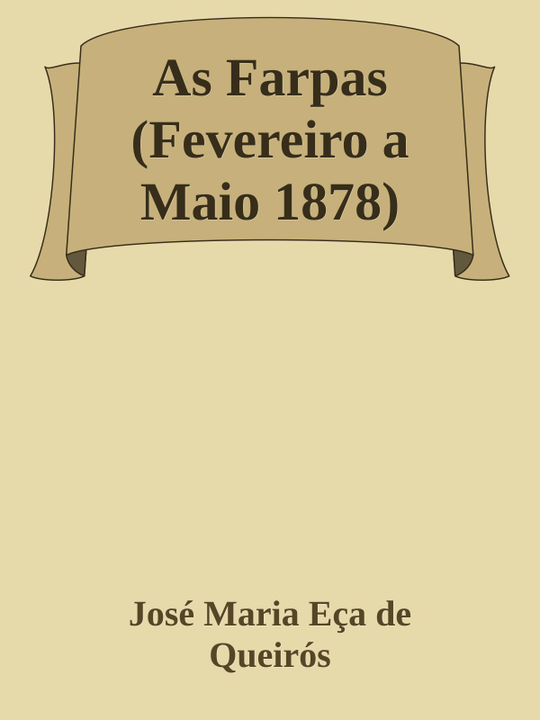 As Farpas
(Fevereiro a
Maio 1878)
José Maria Eça de
Queirós